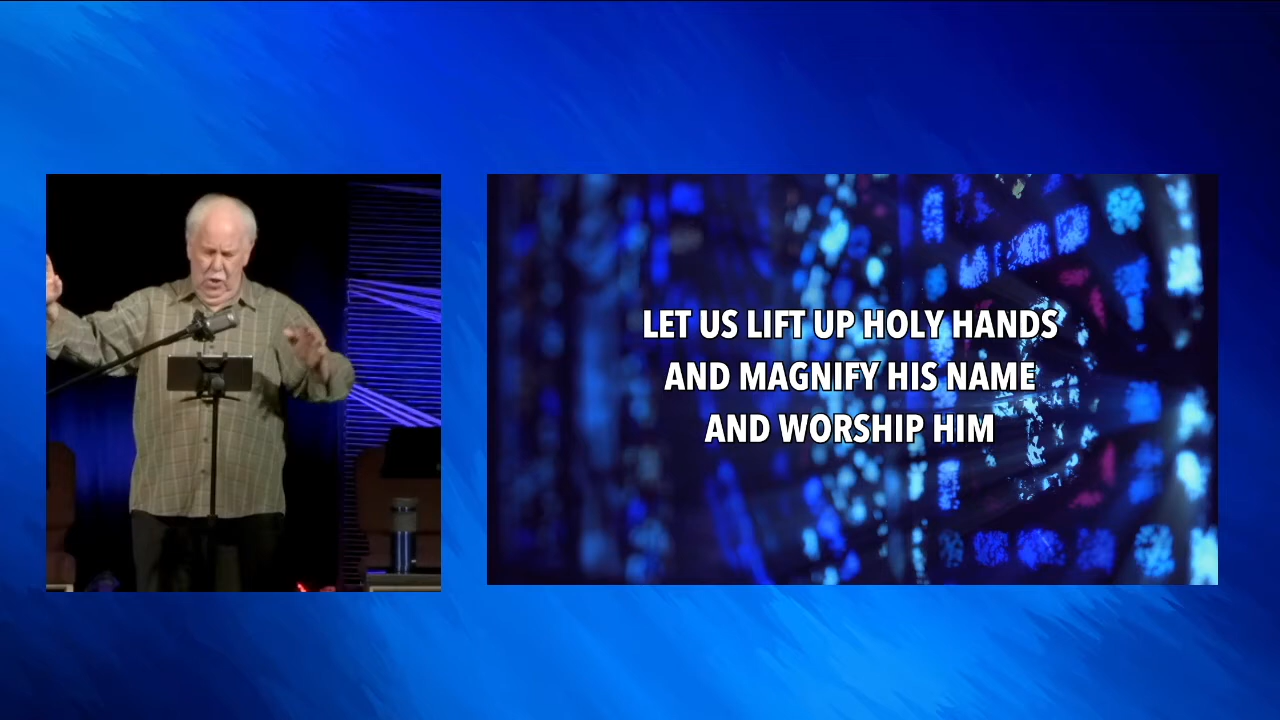 LET US LIFT UP HOLY HANDS
AND MAGNIFY HIS NAME
AND WORSHIP HIM